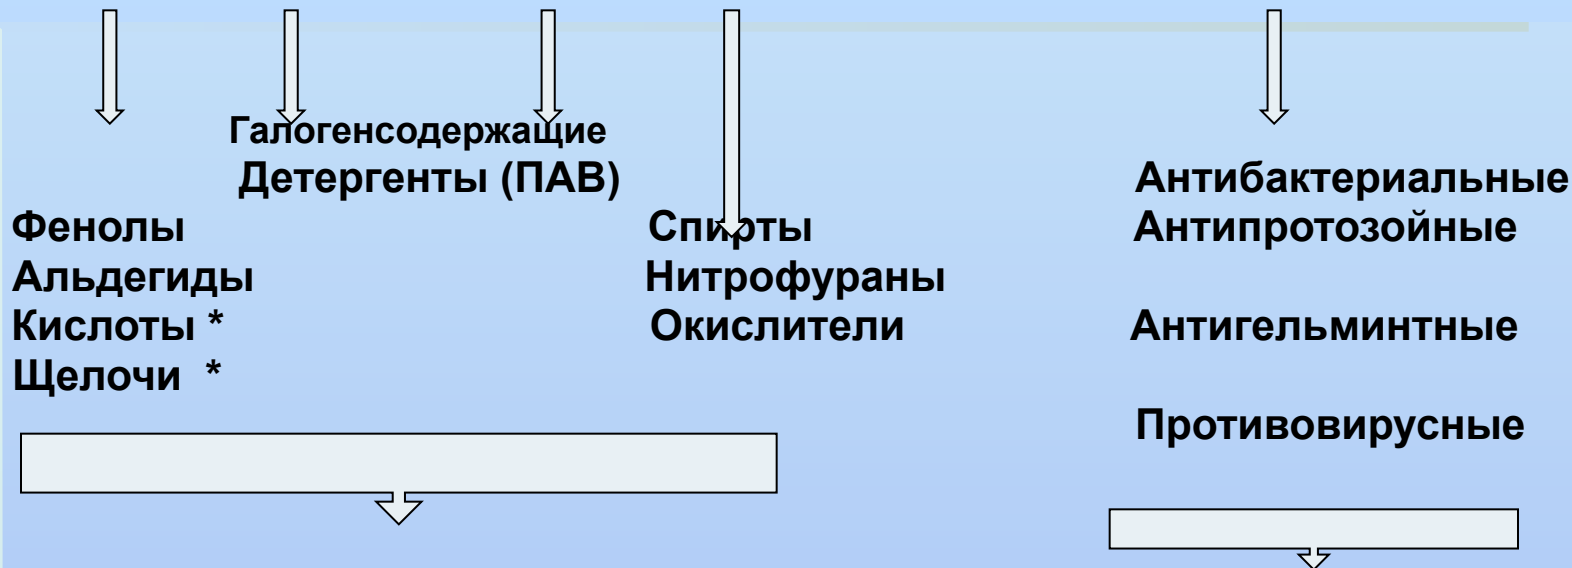 Галогенсодержащие
Детергенты (ПАВ)
Фенолы
Альдегиды
Кислоты *
Щелочи *
Спирты
Нитрофураны
Окислители
Антибактериальные
Антипротозойные
Антигельминтные
Противовирусные